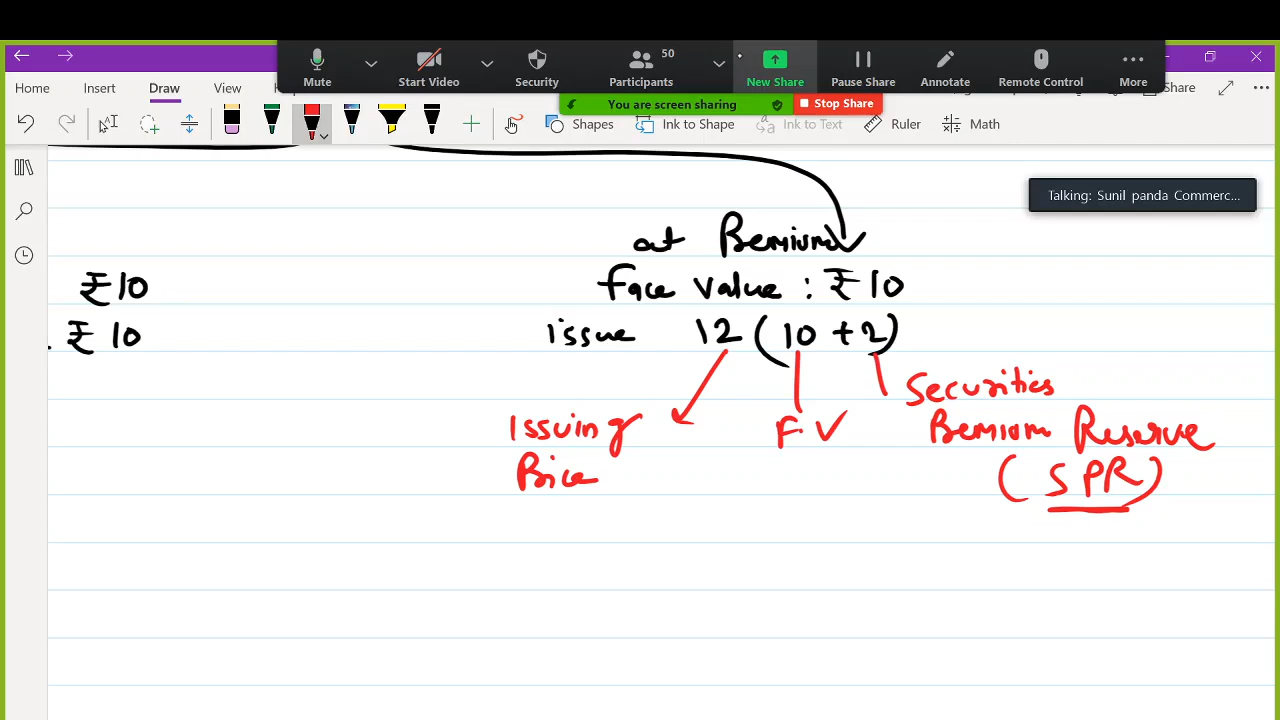 50
Mute
Start Video
Security
Participants
New Share
Pause Share
Annotate
Remote Control
More
You are screen sharing
Stop Share
Home
Insert
Draw
View
Share
Shapes
Ink to Shape
Ink to Text
Ruler
Math
Talking: Sunil panda Commerc...
at Premium
₹10
face value : ₹10
. ₹ 10
issue 12 (10 + 2)
Issuing
Price
F.V
Securities
Premium Reserve
(SPR)